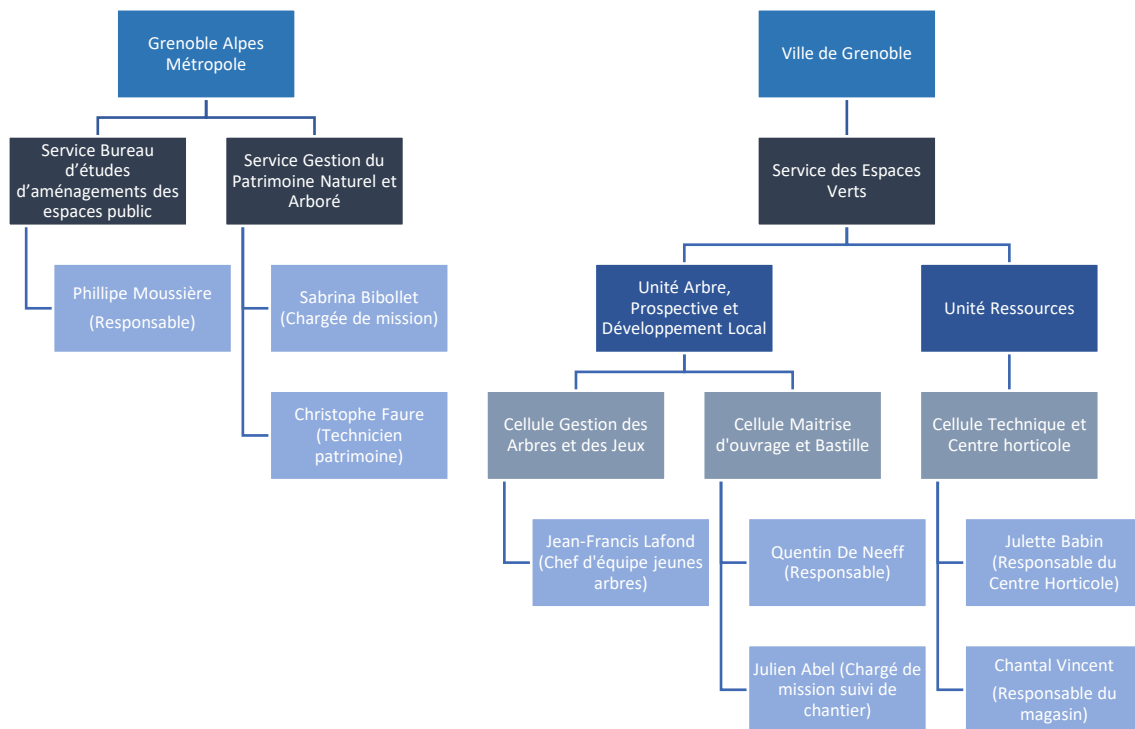 Grenoble Alpes
Métropole
Ville de Grenoble
Service Bureau
d'études
d'aménagements des
espaces public
Service Gestion du
Patrimoine Naturel et
Arboré
Service des Espaces
Verts
Phillipe Moussière
(Responsable)
Sabrina Bibollet
(Chargée de mission)
Unité Arbre,
Prospective et
Développement Local
Unité Ressources
Christophe Faure
(Technicien
patrimoine)
Cellule Gestion des
Arbres et des Jeux
Cellule Maitrise
d'ouvrage et Bastille
Cellule Technique et
Centre horticole
Jean-Francis Lafond
(Chef d'équipe jeunes
arbres)
Quentin De Neeff
(Responsable)
Julette Babin
(Responsable du
Centre Horticole)
Julien Abel (Chargé de
mission suivi de
chantier)
Chantal Vincent
(Responsable du
magasin)